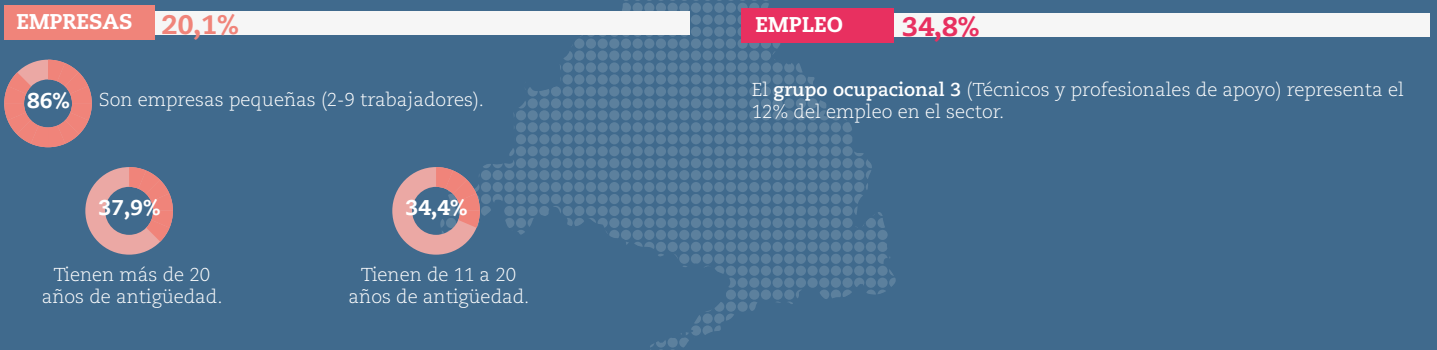 EMPRESAS 20,1%
86% Son empresas pequeñas (2-9 trabajadores).
37,9%
Tienen más de 20
años de antigüedad.
34,4%
Tienen de 11 a 20
años de antigüedad.
EMPLEO 34,8%
El grupo ocupacional 3 (Técnicos y profesionales de apoyo) representa el
12% del empleo en el sector.